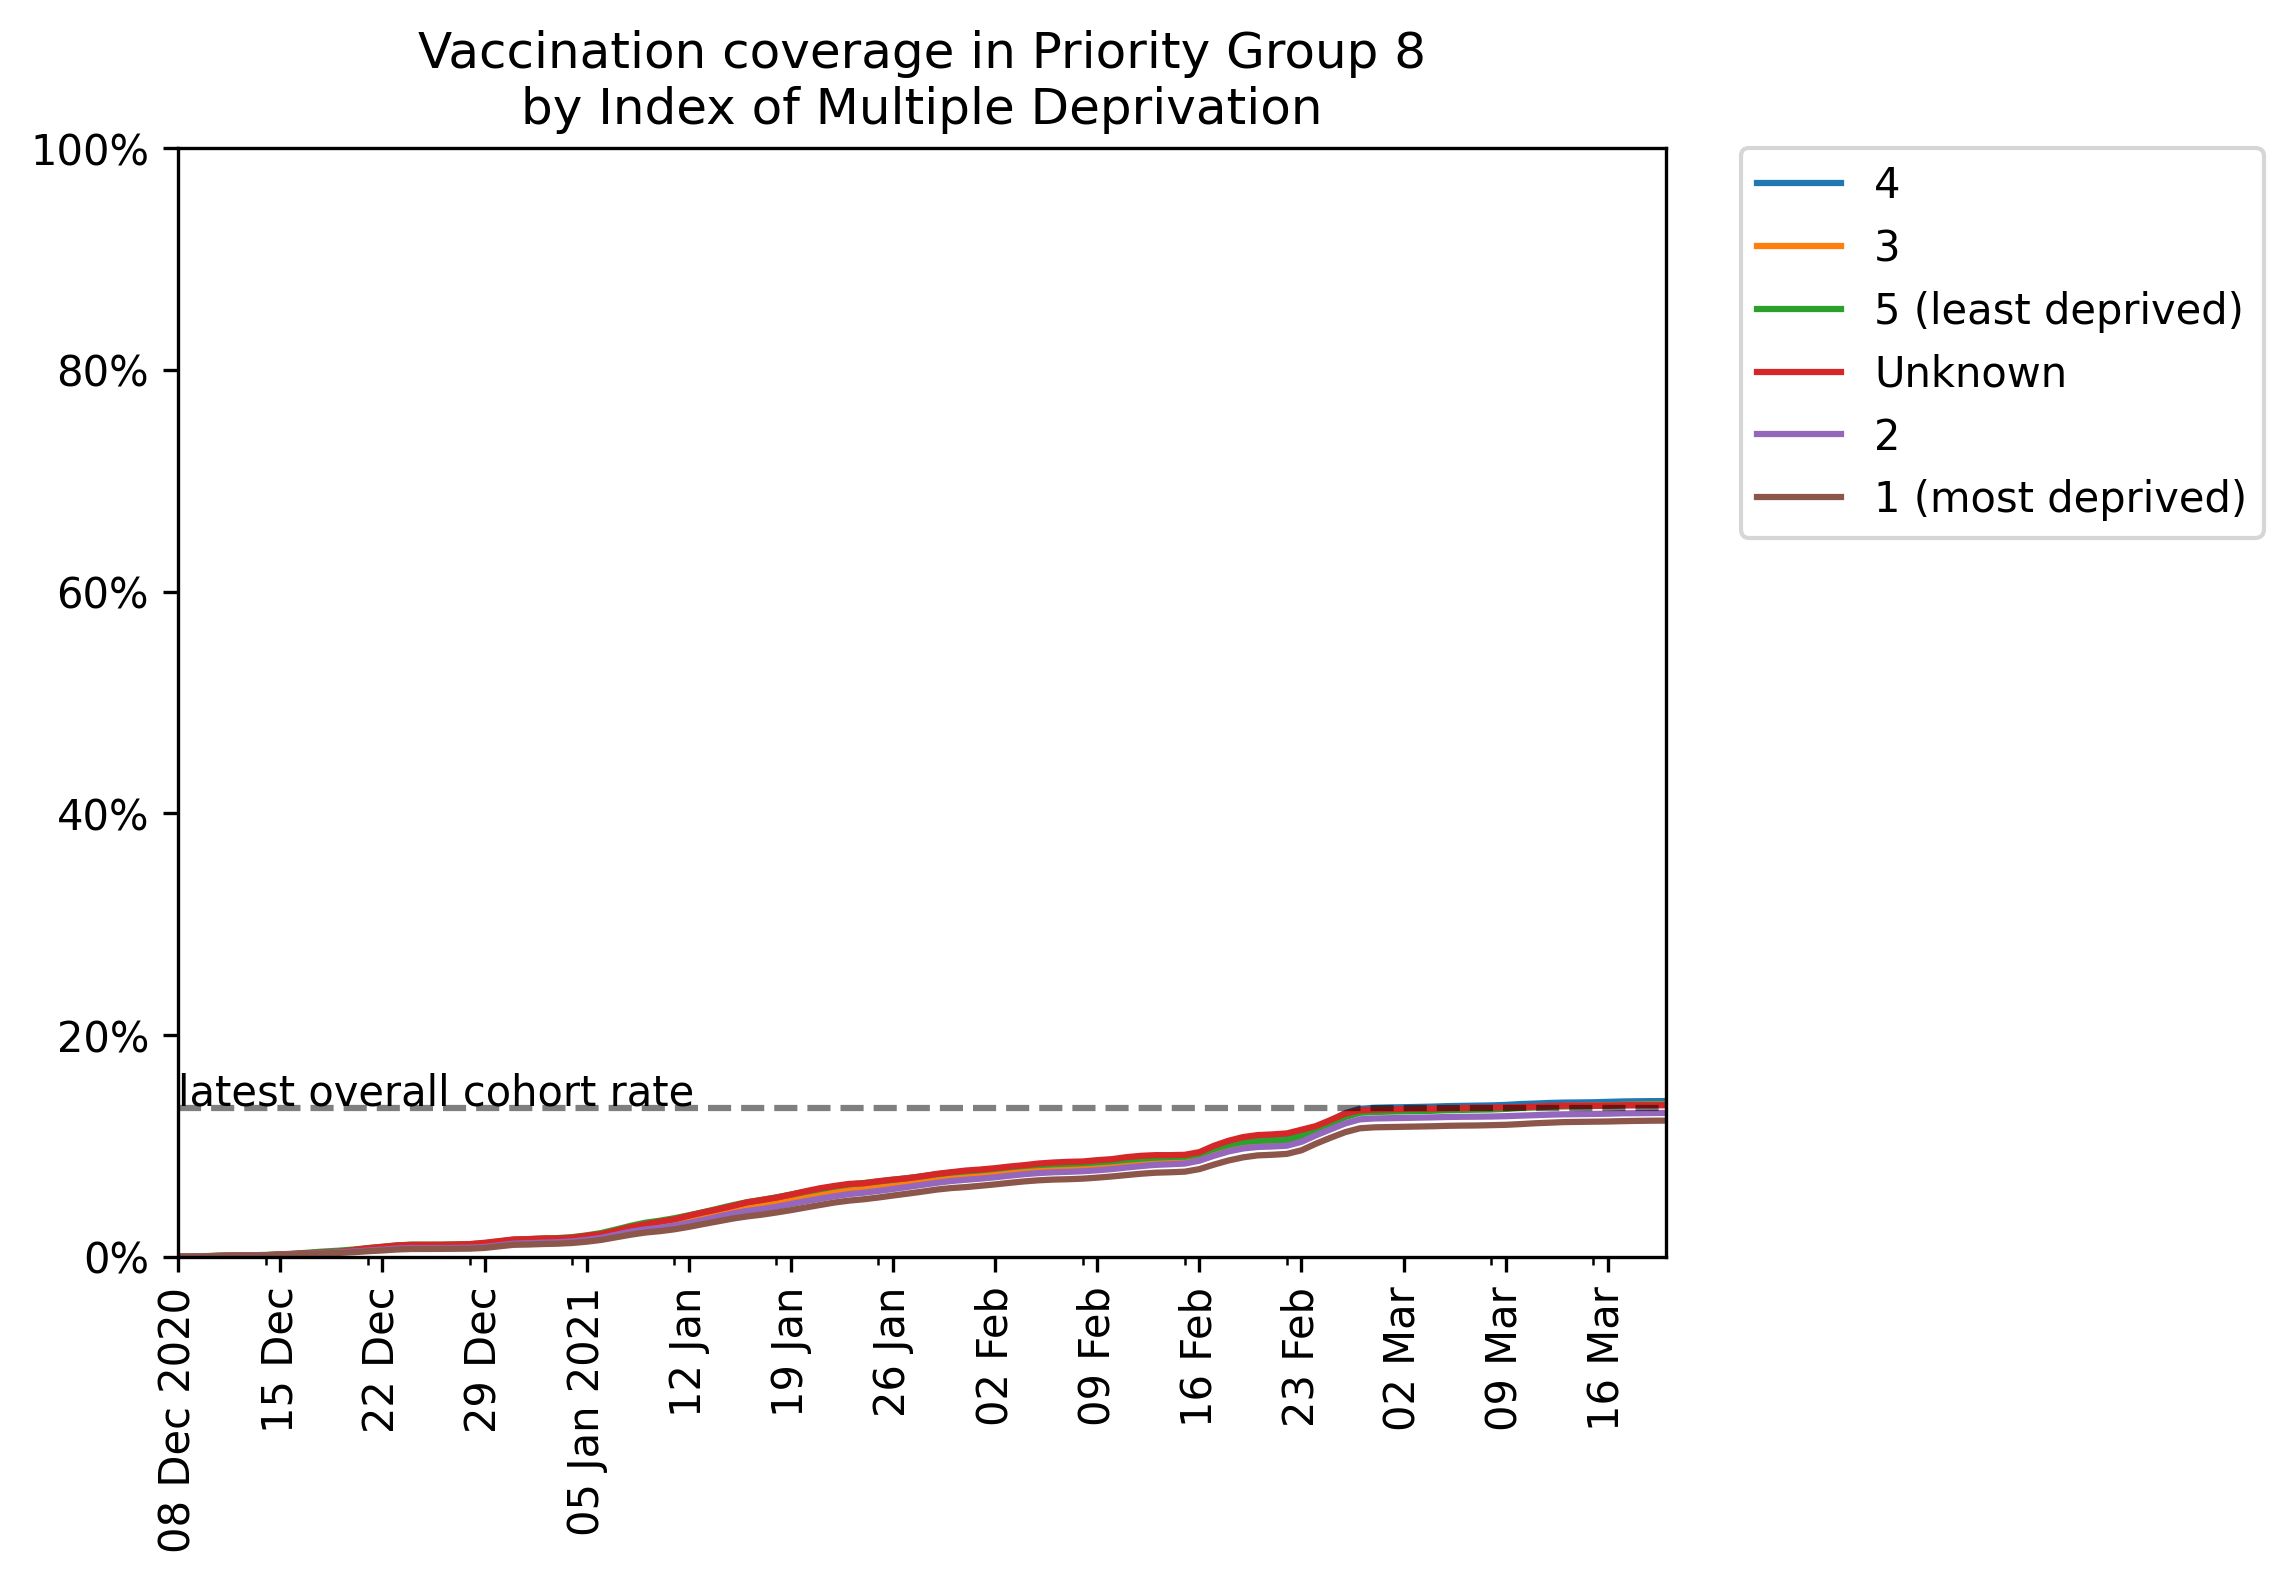 Vaccination coverage in Priority Group 8
by Index of Multiple Deprivation
100%
80%
60%
40%
20%
0%
latest overall cohort rate
08 Dec 2020
15 Dec
22 Dec
29 Dec
05 Jan 2021
12 Jan
19 Jan
26 Jan
02 Feb
09 Feb
16 Feb
23 Feb
02 Mar
09 Mar
16 Mar
4
3
5 (least deprived)
Unknown
2
1 (most deprived)